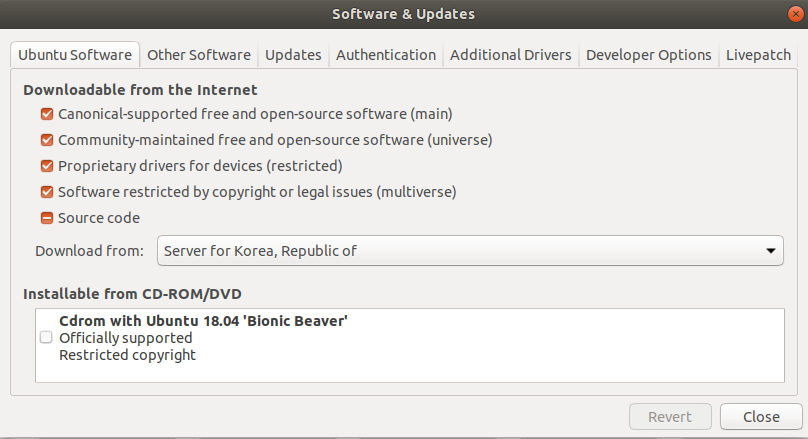 Software & Updates
Ubuntu Software Other Software Updates Authentication Additional Drivers Developer Options Livepatch
Downloadable from the Internet
Canonical-supported free and open-source software (main)
Community-maintained free and open-source software (universe)
Proprietary drivers for devices (restricted)
Software restricted by copyright or legal issues (multiverse)
Source code
Download from: Server for Korea, Republic of
Installable from CD-ROM/DVD
Cdrom with Ubuntu 18.04 'Bionic Beaver'
Officially supported
Restricted copyright
Revert Close